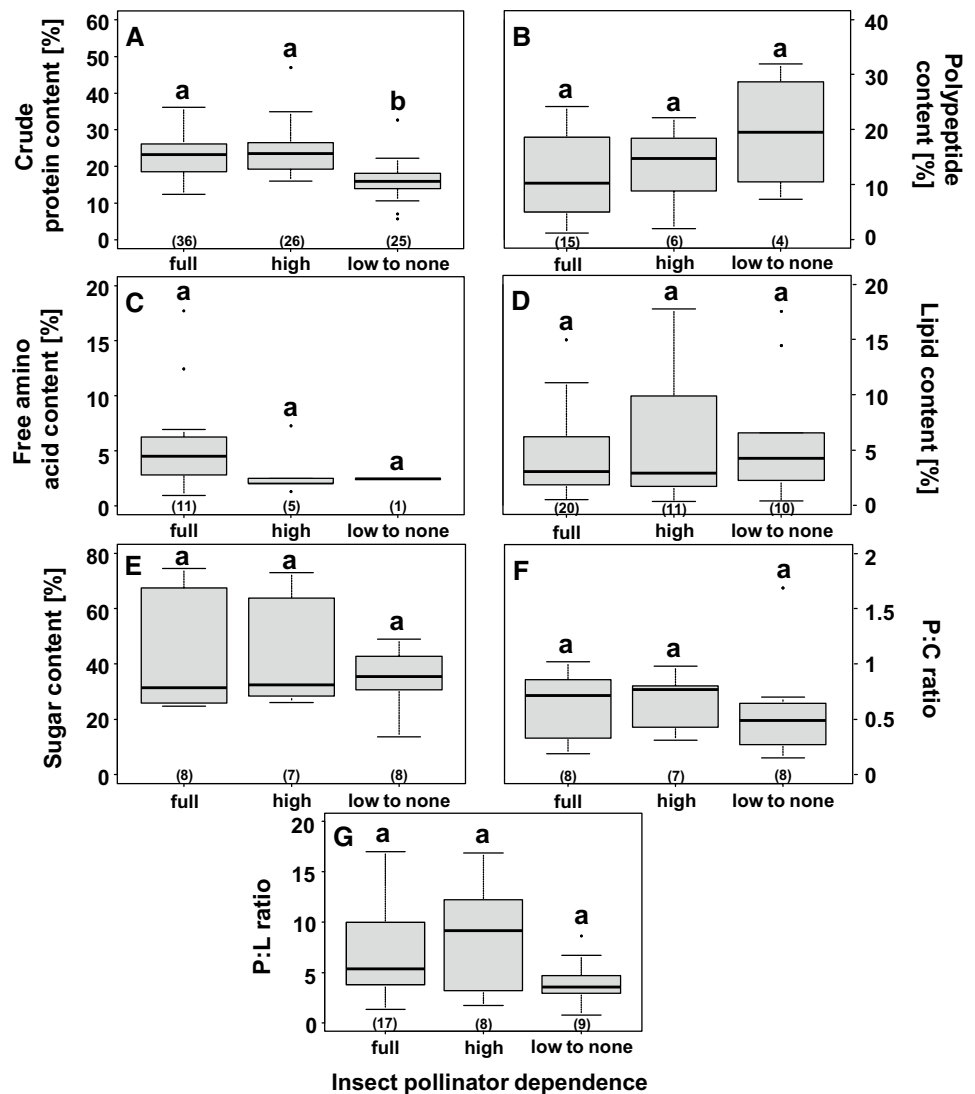 A
Crude
protein content [%]
60
50
40
30
20
10
0
a
a
b
(36)
(26)
(25)
full
high
low to none
B
Polypeptide
content [%]
40
30
20
10
0
a
a
a
(15)
(6)
(4)
full
high
low to none
C
Free amino
acid content [%]
20
15
10
5
0
a
a
a
(11)
(5)
(1)
full
high
low to none
D
Lipid content [%]
20
15
10
5
0
a
a
a
(20)
(11)
(10)
full
high
low to none
E
Sugar content [%]
80
60
40
20
0
a
a
a
(8)
(7)
(8)
full
high
low to none
F
P:C ratio
2
1.5
1
0.5
0
a
a
a
(8)
(7)
(8)
full
high
low to none
G
P:L ratio
20
15
10
5
0
a
a
a
(17)
(8)
(9)
full
high
low to none
Insect pollinator dependence